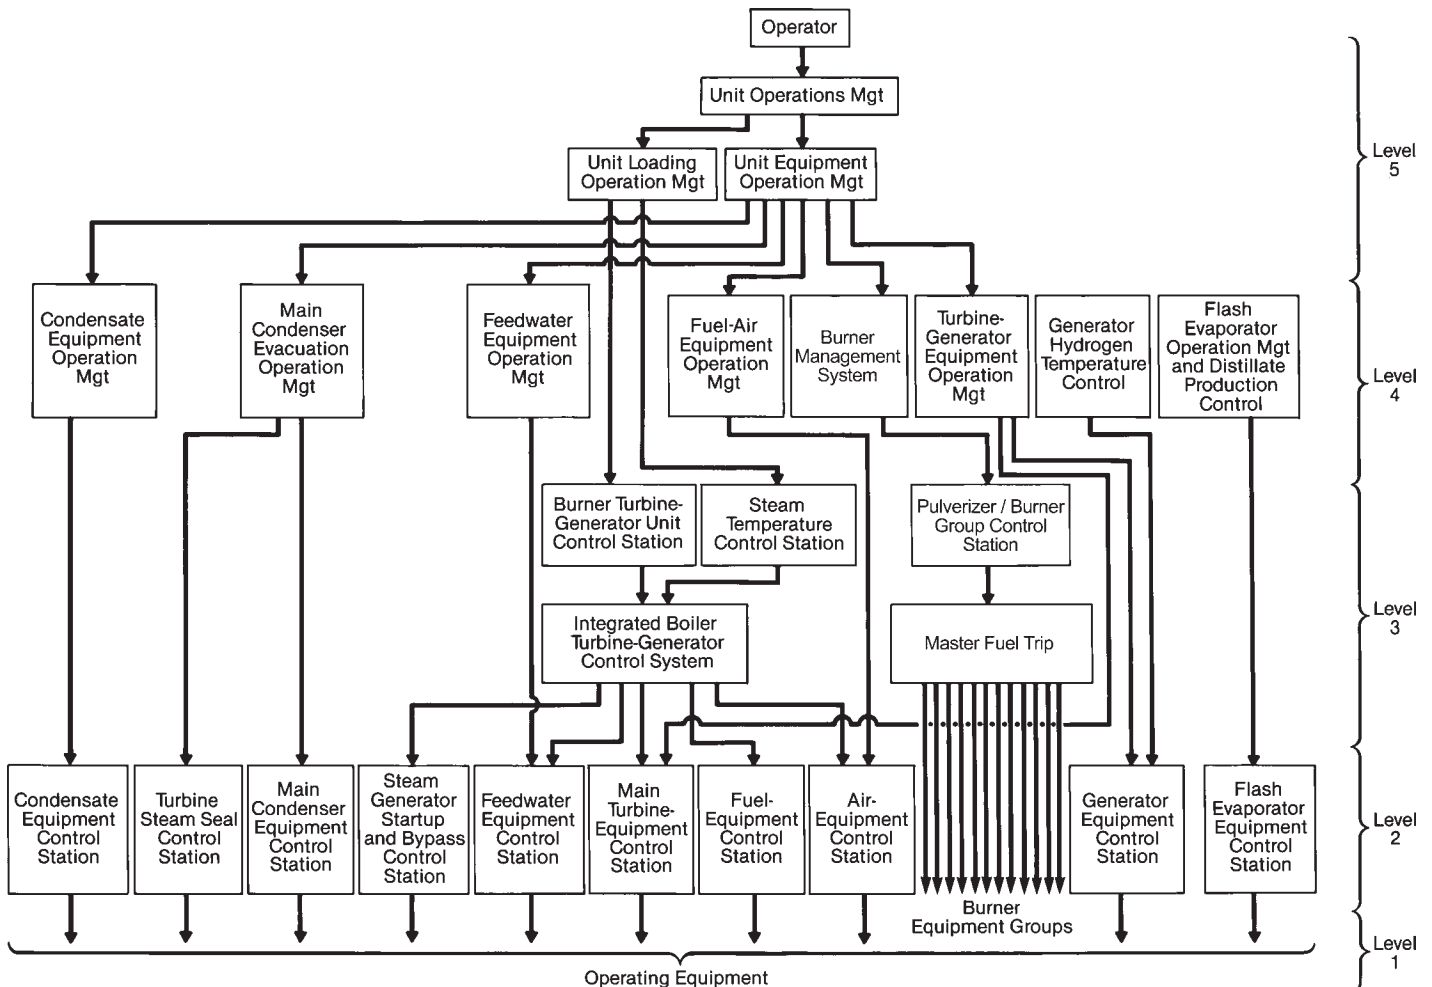 Operator
Unit Operations Mgt
Unit Loading
Operation Mgt
Unit Equipment
Operation Mgt
Level
5
Condensate
Equipment
Operation
Mgt
Main
Condenser
Evacuation
Operation
Mgt
Feedwater
Equipment
Operation
Mgt
Fuel-Air
Equipment
Operation
Mgt
Burner
Management
System
Turbine-
Generator
Equipment
Operation
Mgt
Generator
Hydrogen
Temperature
Control
Flash
Evaporator
Operation Mgt
and Distillate
Production
Control
Level
4
Burner Turbine-
Generator Unit
Control Station
Steam
Temperature
Control Station
Pulverizer / Burner
Group Control
Station
Integrated Boiler
Turbine-Generator
Control System
Master Fuel Trip
Level
3
Condensate
Equipment
Control
Station
Turbine
Steam Seal
Control
Station
Main
Condenser
Equipment
Control
Station
Steam
Generator
Startup
and Bypass
Control
Station
Feedwater
Equipment
Control
Station
Main
Turbine-
Equipment
Control
Station
Fuel-
Equipment
Control
Station
Air-
Equipment
Control
Station
Burner
Equipment Groups
Generator
Equipment
Control
Station
Flash
Evaporator
Equipment
Control
Station
Level
2
Operating Equipment
Level
1